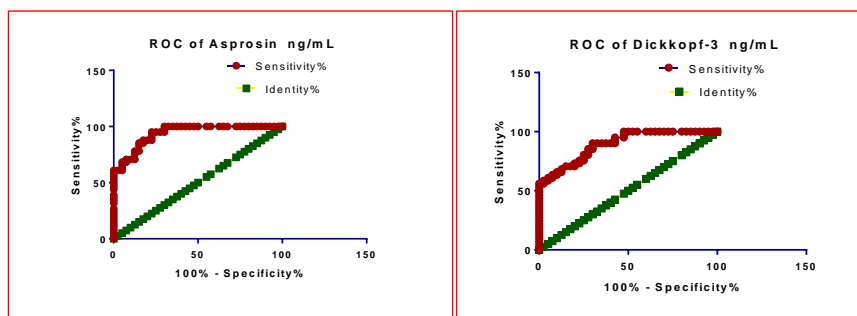 ROC of Asprosin ng/mL
Sensitivity%
Identity%
150
100
50
0
Sensitivity%
0
50
100
150
100% - Specificity%
ROC of Dickkopf-3 ng/mL
Sensitivity%
Identity%
150
100
50
0
Sensitivity%
0
50
100
150
100% - Specificity%